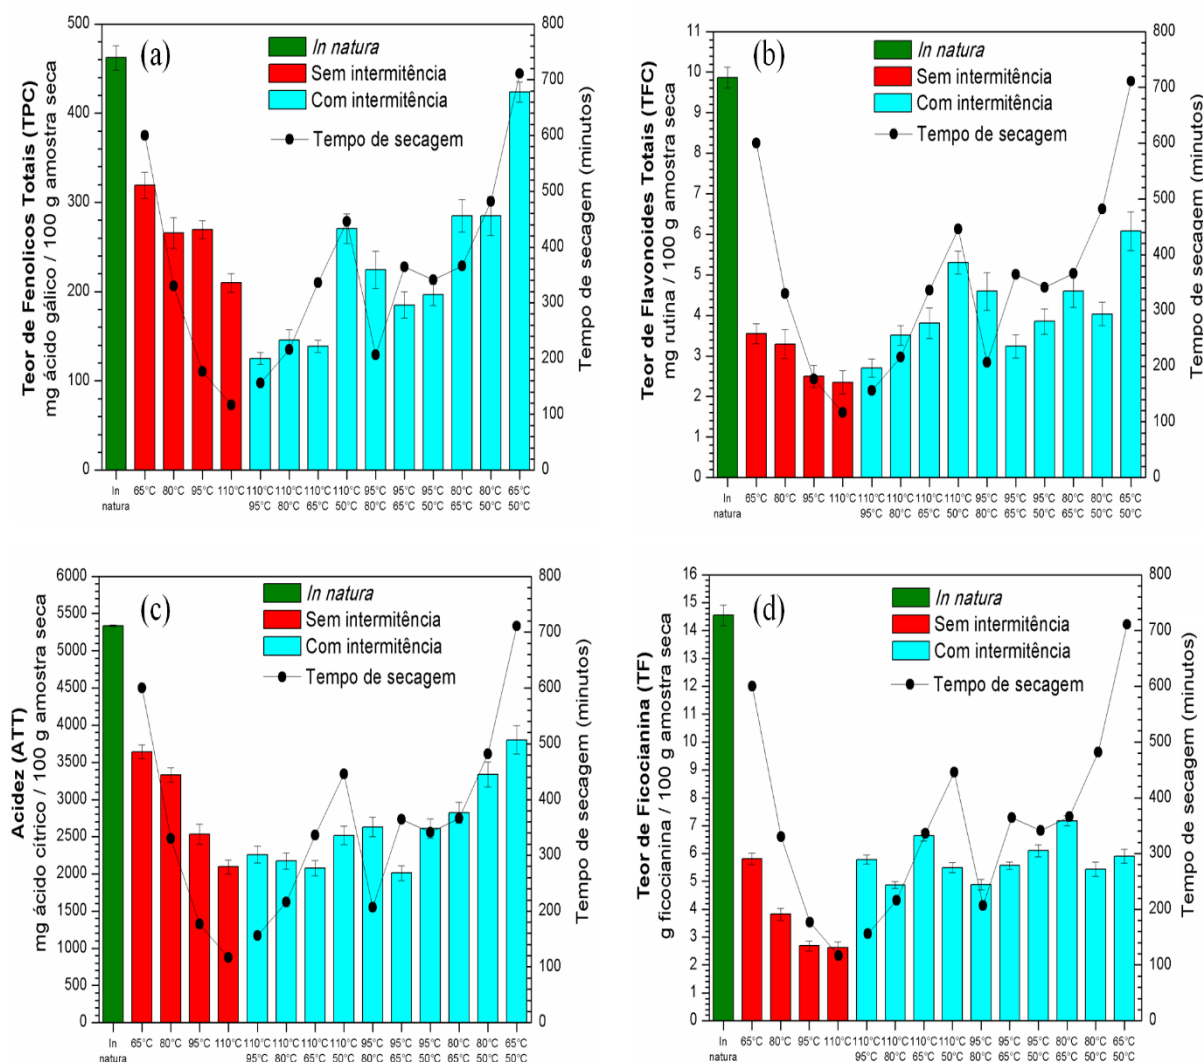 (a)
In natura
Sem intermitência
Com intermitência
Tempo de secagem
Teor de Fenólicos Totais (TPC)
mg ácido gálico / 100 g amostra seca
500
400
300
200
100
0
800
700
600
500
400
300
200
100
0
Tempo de secagem (minutos)
In natura 65°C 80°C 95°C 110°C 110°C 110°C 110°C 110°C 95°C 95°C 95°C 80°C 80°C 65°C
95°C 80°C 65°C 50°C 80°C 65°C 50°C 65°C 50°C 50°C
(b)
In natura
Sem intermitência
Com intermitência
Tempo de secagem
Teor de Flavonoides Totais (TFC)
mg rutina / 100 g amostra seca
11
10
9
8
7
6
5
4
3
2
1
0
800
700
600
500
400
300
200
100
0
Tempo de secagem (minutos)
In natura 65°C 80°C 95°C 110°C 110°C 110°C 110°C 110°C 95°C 95°C 95°C 80°C 80°C 65°C
95°C 80°C 65°C 50°C 80°C 65°C 50°C 65°C 50°C 50°C
(c)
In natura
Sem intermitência
Com intermitência
Tempo de secagem
Acidez (ATT)
mg ácido cítrico / 100 g amostra seca
6000
5500
5000
4500
4000
3500
3000
2500
2000
1500
1000
500
0
800
700
600
500
400
300
200
100
0
Tempo de secagem (minutos)
In natura 65°C 80°C 95°C 110°C 110°C 110°C 110°C 110°C 95°C 95°C 95°C 80°C 80°C 65°C
95°C 80°C 65°C 50°C 80°C 65°C 50°C 65°C 50°C 50°C
(d)
In natura
Sem intermitência
Com intermitência
Tempo de secagem
Teor de Ficocianina (TF)
g ficocianina / 100 g amostra seca
16
15
14
13
12
11
10
9
8
7
6
5
4
3
2
1
0
800
700
600
500
400
300
200
100
0
Tempo de secagem (minutos)
In natura 65°C 80°C 95°C 110°C 110°C 110°C 110°C 110°C 95°C 95°C 95°C 80°C 80°C 65°C
95°C 80°C 65°C 50°C 80°C 65°C 50°C 65°C 50°C 50°C